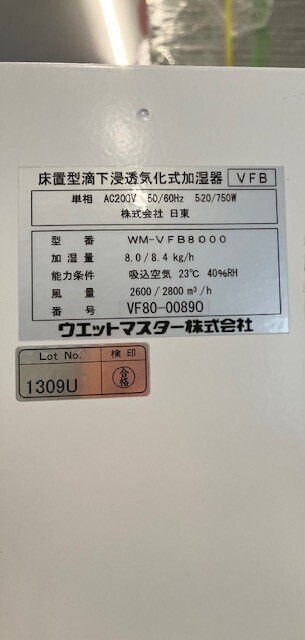 床置型滴下浸透気化式加湿器 VFB
単相 AC200V 50/60Hz 520/750W
株式会社 日東
型番 WM-VFB8000
加湿量 8.0/8.4 kg/h
能力条件 吸込空気 23℃ 40%RH
風量 2600/2800 m³/h
番号 VF80-00890
ウエットマスター株式会社
Lot No. 検印
1309U 合格